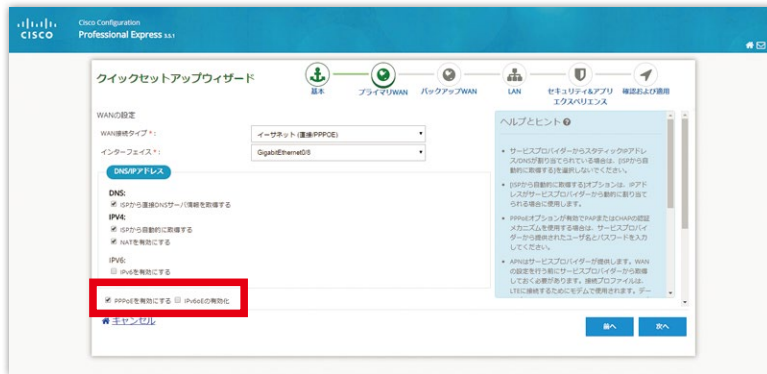 CISCO
Cisco Configuration
Professional Express 3.5.1
クイックセットアップウィザード
基本
プライマリWAN
バックアップWAN
LAN
セキュリティ&アプリ
エクスペリエンス
確認および適用
WANの設定
WAN接続タイプ*:
イーサネット (直接/PPPOE)
インターフェイス*:
GigabitEthernet0/8
DNS/IPアドレス
DNS:
ISPから直接DNSサーバ情報を取得する
IPV4:
ISPから自動的に取得する
NATを有効にする
IPV6:
IPv6を有効にする
PPPoEを有効にする IPv6oEの有効化
キャンセル
ヘルプとヒント
• サービスプロバイダーからスタティックIPアドレ
ス/DNSが割り当てられている場合は、[ISPから自
動的に取得する]を選択しないでください。
• [ISPから自動的に取得する]オプションは、IPアド
レスがサービスプロバイダーから動的に割り当て
られる場合に使用します。
• PPPoEオプションが有効でPAPまたはCHAPの認証
メカニズムを使用する場合は、サービスプロバイ
ダーから提供されたユーザ名とパスワードを入力
してください。
• APNはサービスプロバイダーが提供します。WAN
の設定を行う前にサービスプロバイダーから取得
しておく必要があります。接続プロファイルは、
LTEに接続するためにモデムで使用されます。デー
前へ
次へ